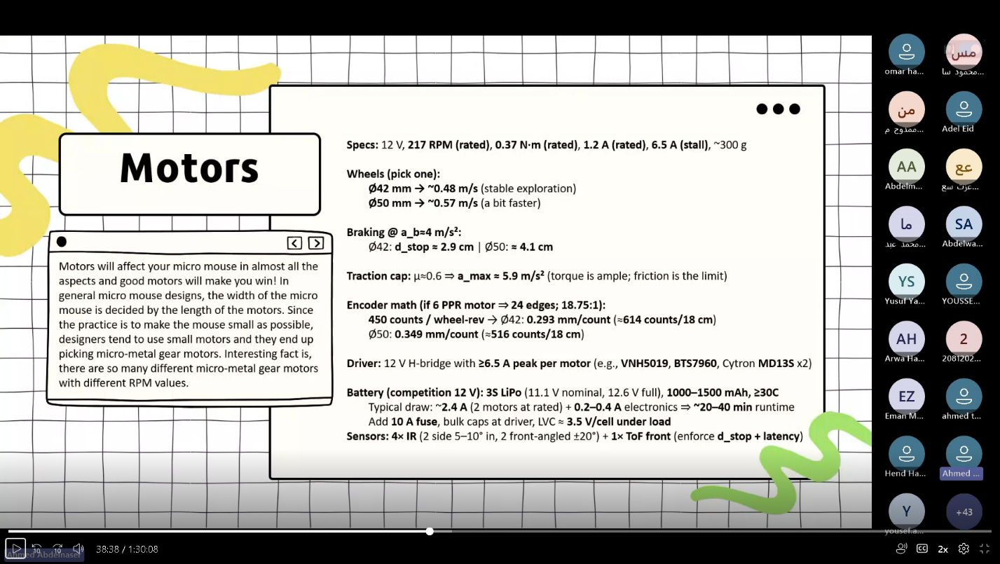 Motors
Motors will affect your micro mouse in almost all the
aspects and good motors will make you win! In
general micro mouse designs, the width of the micro
mouse is decided by the length of the motors. Since
the practice is to make the mouse small as possible,
designers tend to use small motors and they end up
picking micro-metal gear motors. Interesting fact is,
there are so many different micro-metal gear motors
with different RPM values.
Specs: 12 V, 217 RPM (rated), 0.37 N·m (rated), 1.2 A (rated), 6.5 A (stall), ~300 g
Wheels (pick one):
Ø42 mm → ~0.48 m/s (stable exploration)
Ø50 mm → ~0.57 m/s (a bit faster)
Braking @ a_b≈4 m/s²:
Ø42: d_stop ≈ 2.9 cm | Ø50: ≈ 4.1 cm
Traction cap: μ≈0.6 ⇒ a_max ≈ 5.9 m/s² (torque is ample; friction is the limit)
Encoder math (if 6 PPR motor ⇒ 24 edges; 18.75:1):
450 counts / wheel-rev → Ø42: 0.293 mm/count (≈614 counts/18 cm)
Ø50: 0.349 mm/count (≈516 counts/18 cm)
Driver: 12 V H-bridge with ≥6.5 A peak per motor (e.g., VNH5019, BTS7960, Cytron MD13S x2)
Battery (competition 12 V): 3S LiPo (11.1 V nominal, 12.6 V full), 1000–1500 mAh, ≥30C
Typical draw: ~2.4 A (2 motors at rated) + 0.2–0.4 A electronics ⇒ ~20–40 min runtime
Add 10 A fuse, bulk caps at driver, LVC ≈ 3.5 V/cell under load
Sensors: 4× IR (2 side 5–10° in, 2 front-angled ±20°) + 1× ToF front (enforce d_stop + latency)
omar ha...
مس
محمود سا...
من
ممدوح م...
Adel Eid
AA
Abdelm...
عع
ما
محمد عبد...
SA
Abdelwa...
YS
Yusuf Ya...
YOUSSE...
AH
Arwa Ha...
2
2081202...
EZ
Eman M...
ahmed t...
Hend Ha...
Ahmed ...
Y
yousef.a...
+43
Ahmed Abdelnaser
10
10
38:38 / 1:30:08
CC
2x